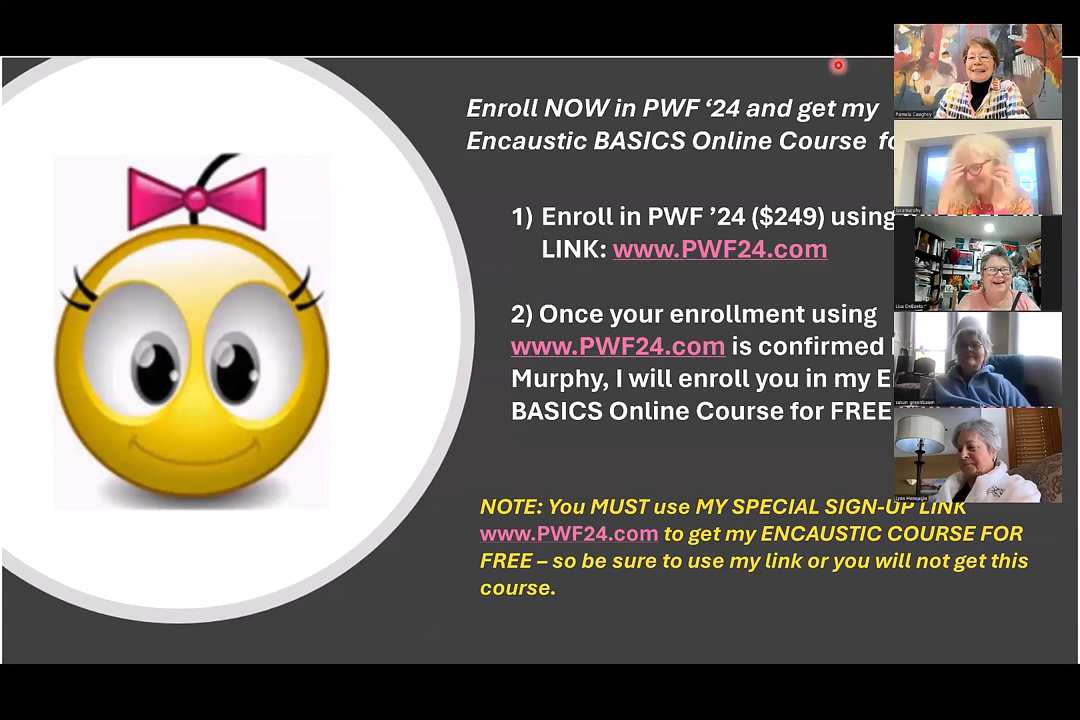 Enroll NOW in PWF ‘24 and get my
Encaustic BASICS Online Course
1) Enroll in PWF ’24 ($249) using
LINK: www.PWF24.com
2) Once your enrollment using
www.PWF24.com is confirmed
Murphy, I will enroll you in my
BASICS Online Course for FREE
NOTE: You MUST use MY SPECIAL SIGN-UP LINK
www.PWF24.com to get my ENCAUSTIC COURSE FOR
FREE – so be sure to use my link or you will not get this
course.
Pamela Caughey